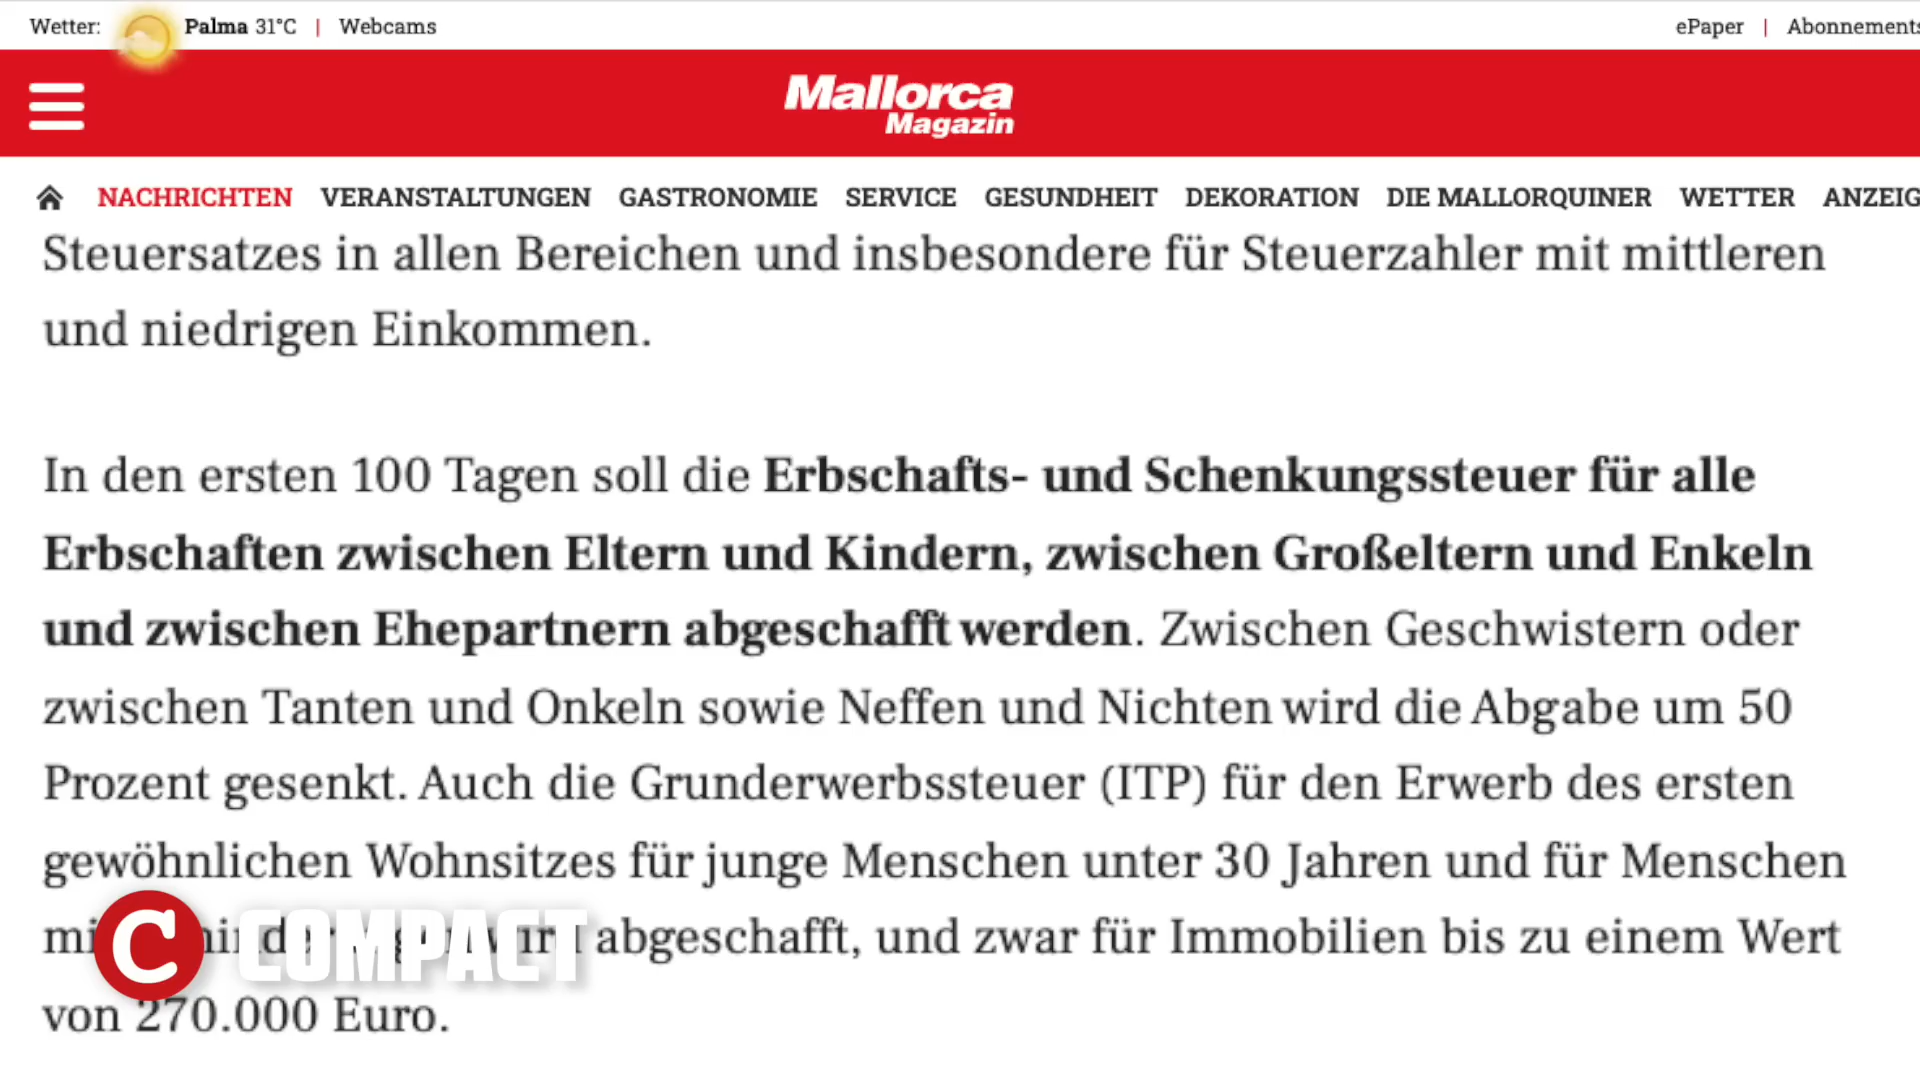 Wetter: Palma 31°C | Webcams ePaper | Abonnements
Mallorca
Magazin
NACHRICHTEN VERANSTALTUNGEN GASTRONOMIE SERVICE GESUNDHEIT DEKORATION DIE MALLORQUINER WETTER ANZEIG
Steuersatzes in allen Bereichen und insbesondere für Steuerzahler mit mittleren
und niedrigen Einkommen.
In den ersten 100 Tagen soll die Erbschafts- und Schenkungssteuer für alle
Erbschaften zwischen Eltern und Kindern, zwischen Großeltern und Enkeln
und zwischen Ehepartnern abgeschafft werden. Zwischen Geschwistern oder
zwischen Tanten und Onkeln sowie Neffen und Nichten wird die Abgabe um 50
Prozent gesenkt. Auch die Grunderwerbssteuer (ITP) für den Erwerb des ersten
gewöhnlichen Wohnsitzes für junge Menschen unter 30 Jahren und für Menschen
abgeschafft, und zwar für Immobilien bis zu einem Wert
C COMPACT
von 270.000 Euro.